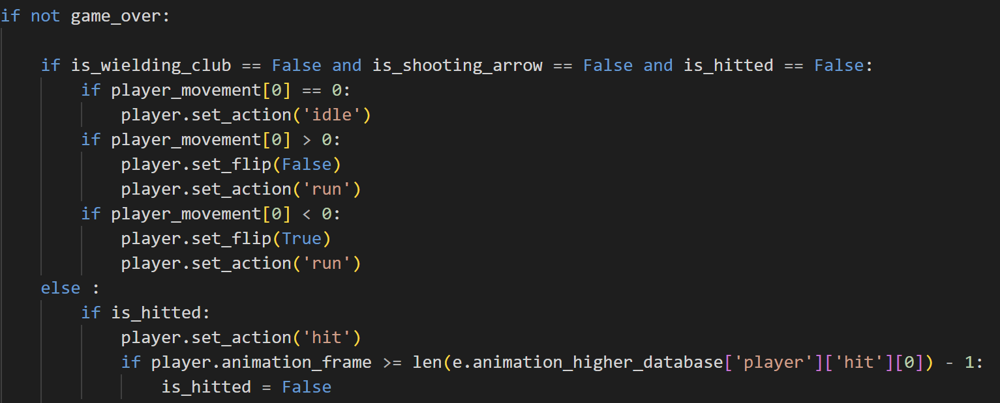 if not game_over:
if is_wielding_club == False and is_shooting_arrow == False and is_hitted == False:
if player_movement[0] == 0:
player.set_action('idle')
if player_movement[0] > 0:
player.set_flip(False)
player.set_action('run')
if player_movement[0] < 0:
player.set_flip(True)
player.set_action('run')
else :
if is_hitted:
player.set_action('hit')
if player.animation_frame >= len(e.animation_higher_database['player']['hit'][0]) - 1:
is_hitted = False